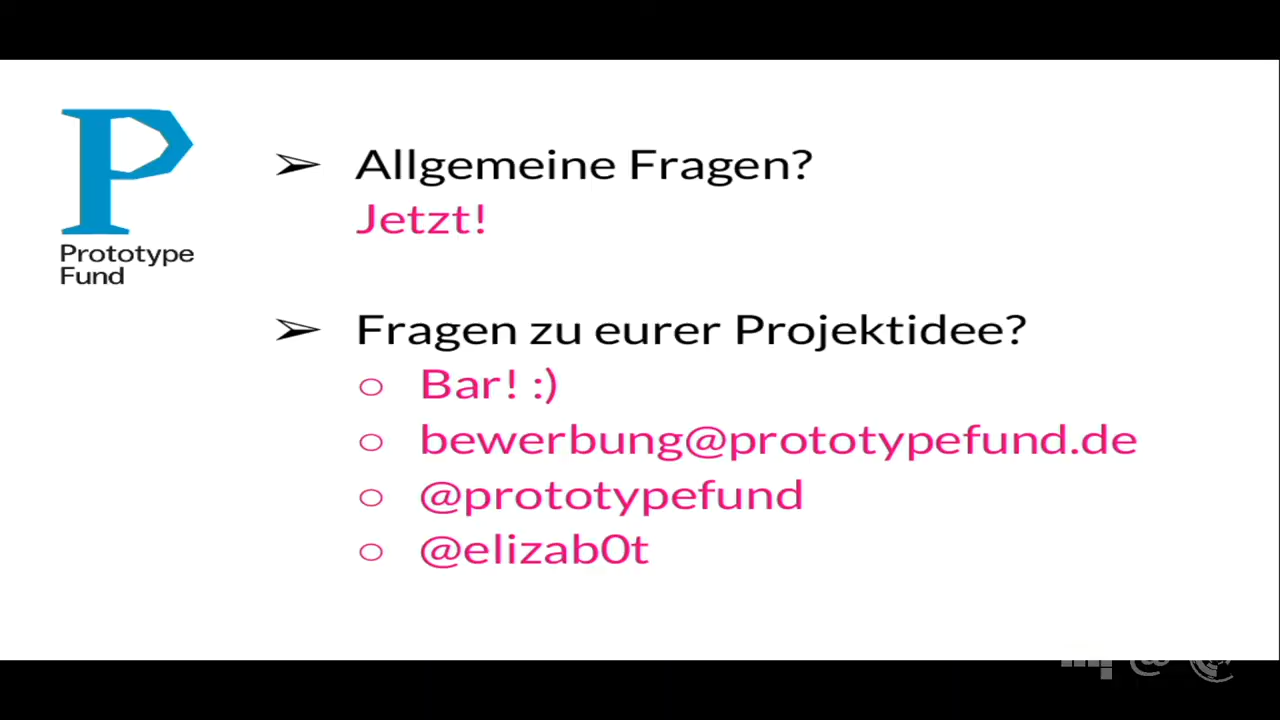 Prototype
Fund
➢ Allgemeine Fragen?
Jetzt!
➢ Fragen zu eurer Projektidee?
○ Bar! :)
○ bewerbung@prototypefund.de
○ @prototypefund
○ @elizab0t